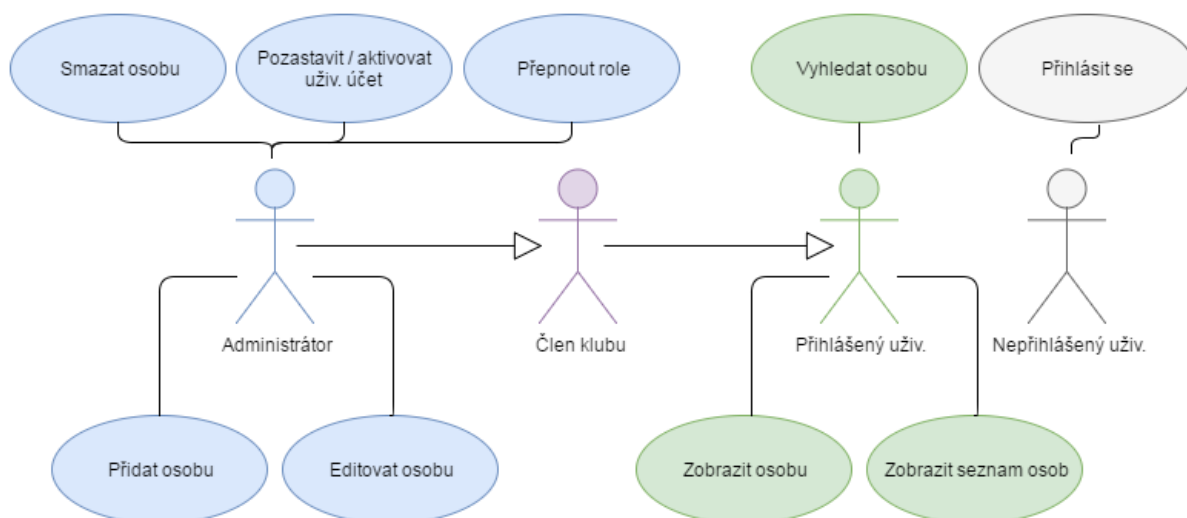 Smazat osobu
Pozastavit / aktivovat
uživ. účet
Přepnout role
Vyhledat osobu
Přihlásit se
Administrátor
Člen klubu
Přihlášený uživ.
Nepřihlášený uživ.
Přidat osobu
Editovat osobu
Zobrazit osobu
Zobrazit seznam osob